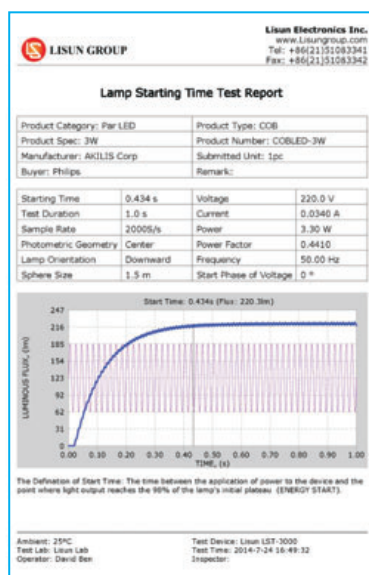 Lisun Electronics Inc.
www.Lisungroup.com
LISUN GROUP
Tel: +86(21)51083341
Fax: +86(21)51083342
Lamp Starting Time Test Report
Product Category: Par LED Product Type: COB
Product Spec: 3W Product Number: COBLED-3W
Manufacturer: AKILIS Corp Submitted Unit: 1pc
Buyer: Philips Remark:
Starting Time 0.434 s Voltage 220.0 V
Test Duration 1.0 s Current 0.0340 A
Sample Rate 2000S/s Power 3.30 W
Photometric Geometry Center Power Factor 0.4410
Lamp Orientation Downward Frequency 50.00 Hz
Sphere Size 1.5 m Start Phase of Voltage 0 °
Start Time: 0.434s (Flux: 220.3lm)
LUMINOUS FLUX, (lm)
247
216
185
154
123
92
62
31
0
0.00 0.10 0.20 0.30 0.40 0.50 0.60 0.70 0.80 0.90 1.00
TIME, (s)
The Defination of Start Time: The time between the application of power to the device and the
point where light output reaches the 98% of the lamp's initial plateau (ENERGY START).
Ambient: 25°C Test Device: Lisun LST-3000
Test Lab: Lisun Lab Test Time: 2014-7-24 16:49:32
Operator: David Ben Inspector: